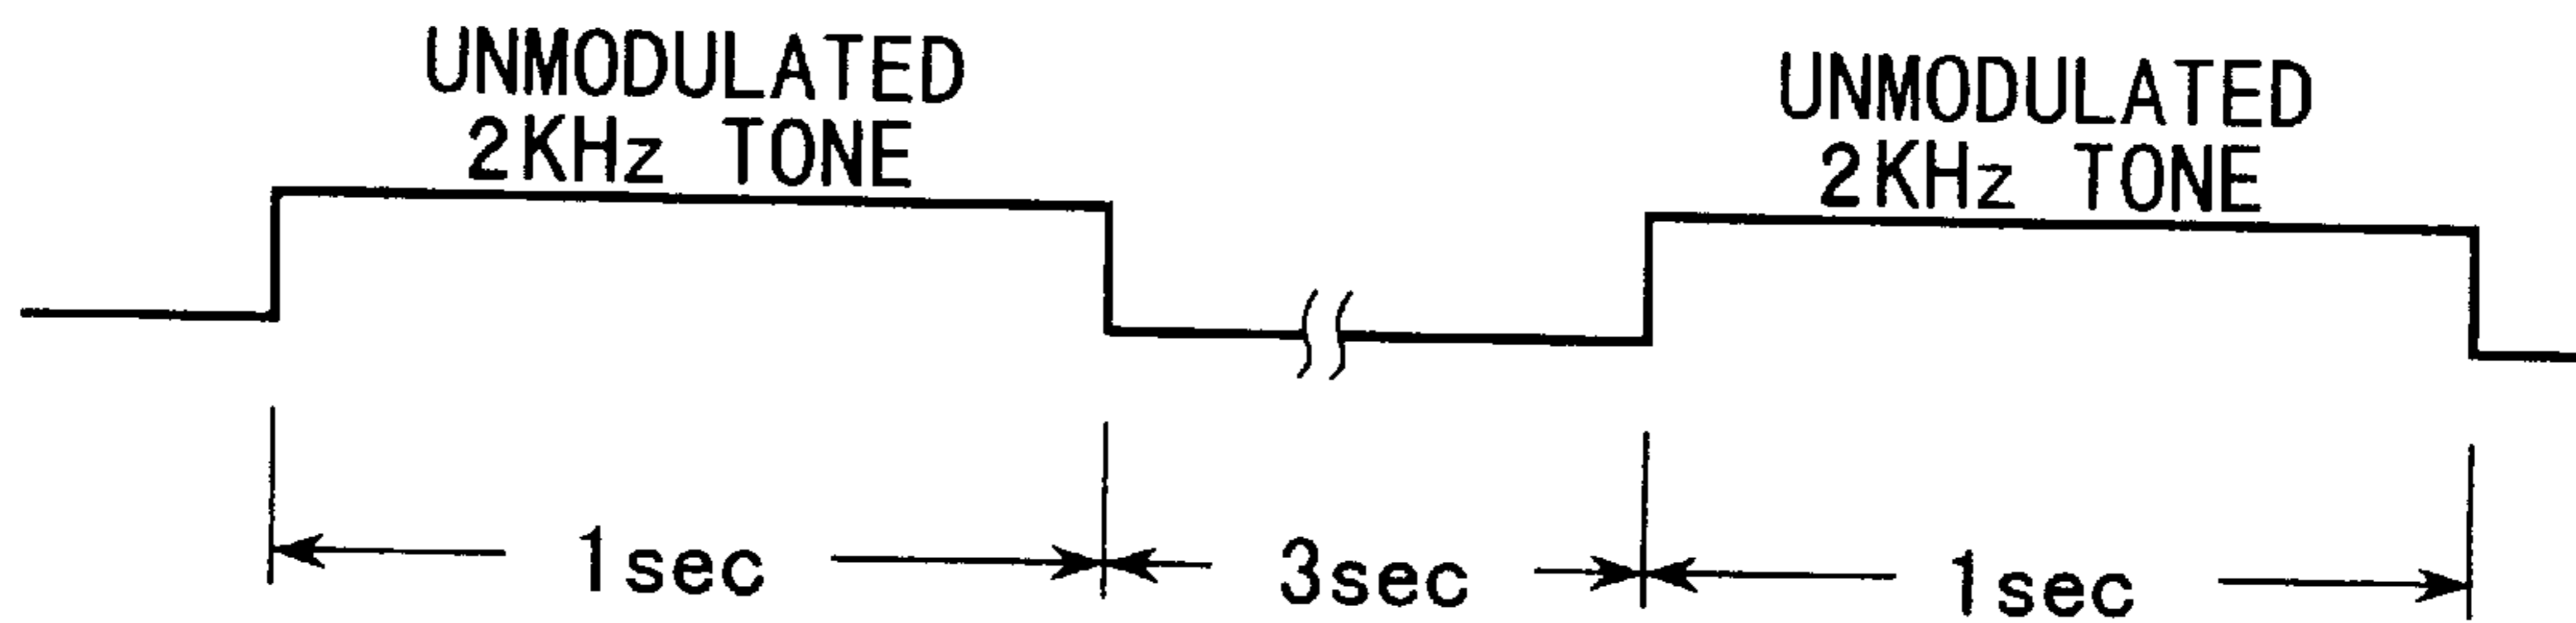 UNMODULATED
2KHz TONE
UNMODULATED
2KHz TONE
1sec
3sec
1sec